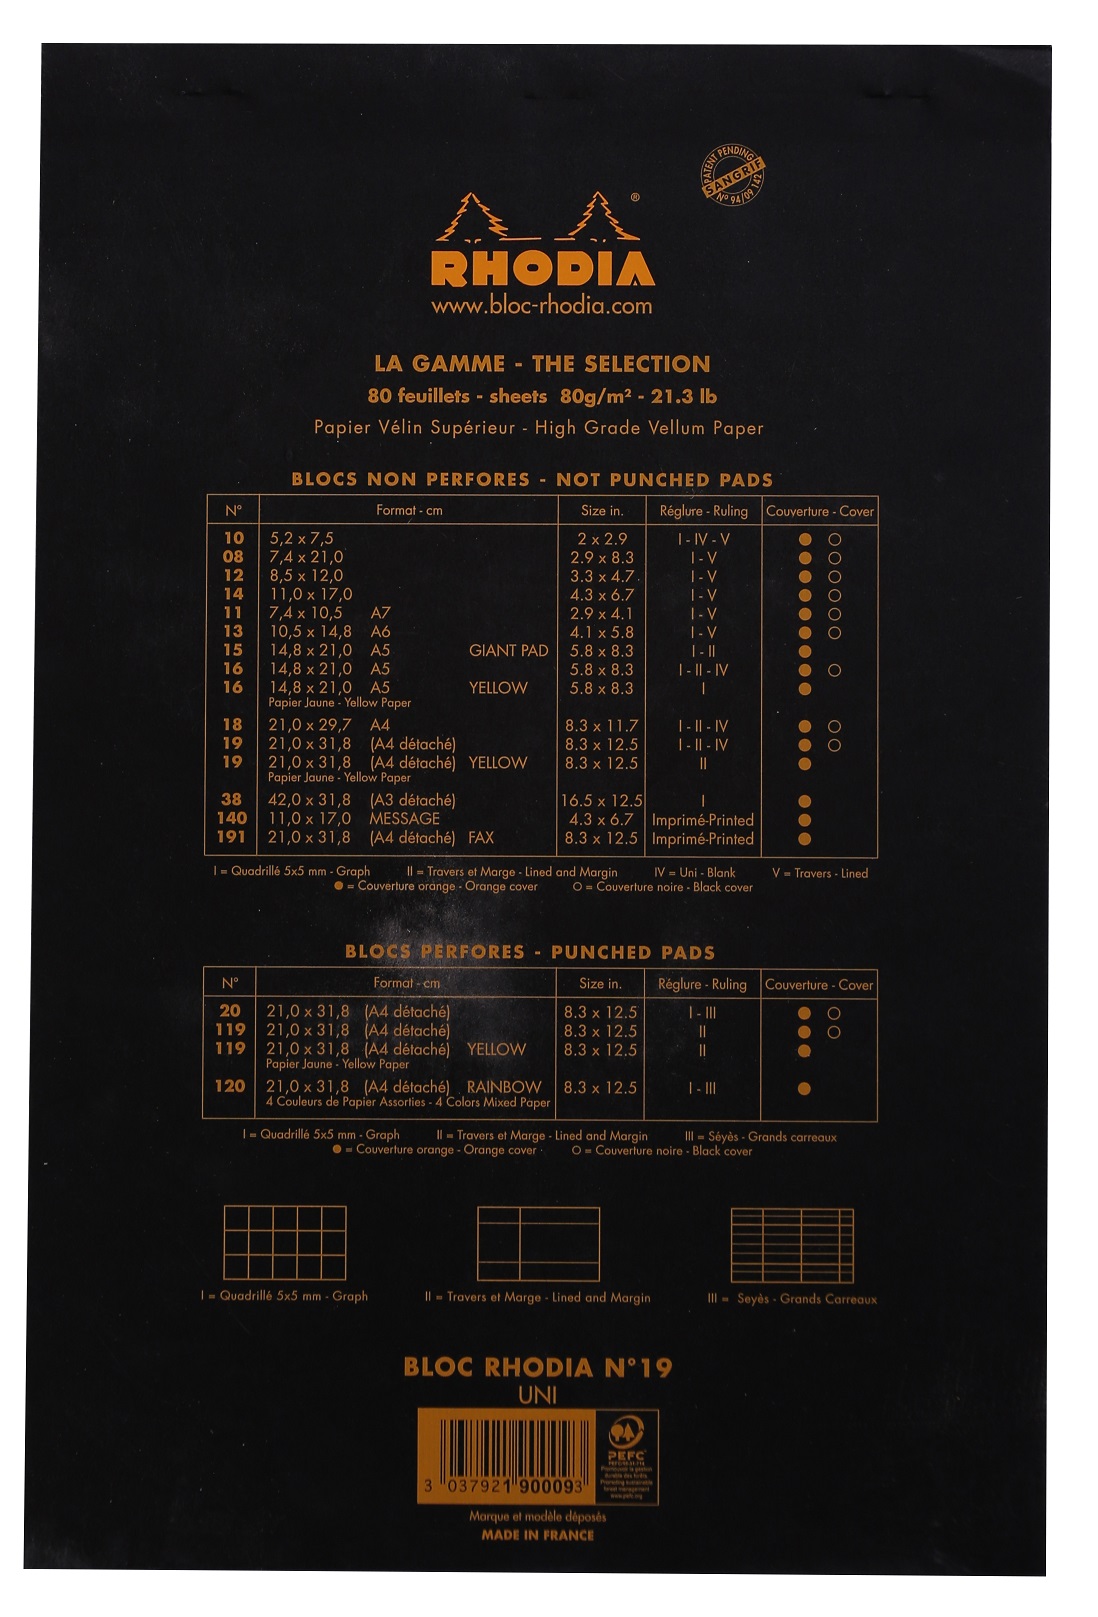 PATENT PENDING
SANGRIF
N° 94/09 142
®
RHODIA
www.bloc-rhodia.com
LA GAMME - THE SELECTION
80 feuillets - sheets 80g/m² - 21.3 lb
Papier Vélin Supérieur - High Grade Vellum Paper
BLOCS NON PERFORES - NOT PUNCHED PADS
N° Format - cm Size in. Réglure - Ruling Couverture - Cover
10 5,2 x 7,5 2 x 2.9 I - IV - V ● ○
08 7,4 x 21,0 2.9 x 8.3 I - V ● ○
12 8,5 x 12,0 3.3 x 4.7 I - V ● ○
14 11,0 x 17,0 4.3 x 6.7 I - V ● ○
11 7,4 x 10,5 A7 2.9 x 4.1 I - V ● ○
13 10,5 x 14,8 A6 4.1 x 5.8 I - V ● ○
15 14,8 x 21,0 A5 GIANT PAD 5.8 x 8.3 I - II ●
16 14,8 x 21,0 A5 5.8 x 8.3 I - II - IV ● ○
16 14,8 x 21,0 A5 YELLOW 5.8 x 8.3 I ●
Papier Jaune - Yellow Paper
18 21,0 x 29,7 A4 8.3 x 11.7 I - II - IV ● ○
19 21,0 x 31,8 (A4 détaché) 8.3 x 12.5 I - II - IV ● ○
19 21,0 x 31,8 (A4 détaché) YELLOW 8.3 x 12.5 II ●
Papier Jaune - Yellow Paper
38 42,0 x 31,8 (A3 détaché) 16.5 x 12.5 I ●
140 11,0 x 17,0 MESSAGE 4.3 x 6.7 Imprimé-Printed ●
191 21,0 x 31,8 (A4 détaché) FAX 8.3 x 12.5 Imprimé-Printed ●
I = Quadrillé 5x5 mm - Graph II = Travers et Marge - Lined and Margin IV = Uni - Blank V = Travers - Lined
● = Couverture orange - Orange cover ○ = Couverture noire - Black cover
BLOCS PERFORES - PUNCHED PADS
N° Format - cm Size in. Réglure - Ruling Couverture - Cover
20 21,0 x 31,8 (A4 détaché) 8.3 x 12.5 I - III ● ○
119 21,0 x 31,8 (A4 détaché) 8.3 x 12.5 II ● ○
119 21,0 x 31,8 (A4 détaché) YELLOW 8.3 x 12.5 II ●
Papier Jaune - Yellow Paper
120 21,0 x 31,8 (A4 détaché) RAINBOW 8.3 x 12.5 I - III ●
4 Couleurs de Papier Assorties - 4 Colors Mixed Paper
I = Quadrillé 5x5 mm - Graph II = Travers et Marge - Lined and Margin III = Séyès - Grands carreaux
● = Couverture orange - Orange cover ○ = Couverture noire - Black cover
I = Quadrillé 5x5 mm - Graph II = Travers et Marge - Lined and Margin III = Seyès - Grands Carreaux
BLOC RHODIA N°19
UNI
PEFC
3 037921 900093
Marque et modèle déposés
MADE IN FRANCE